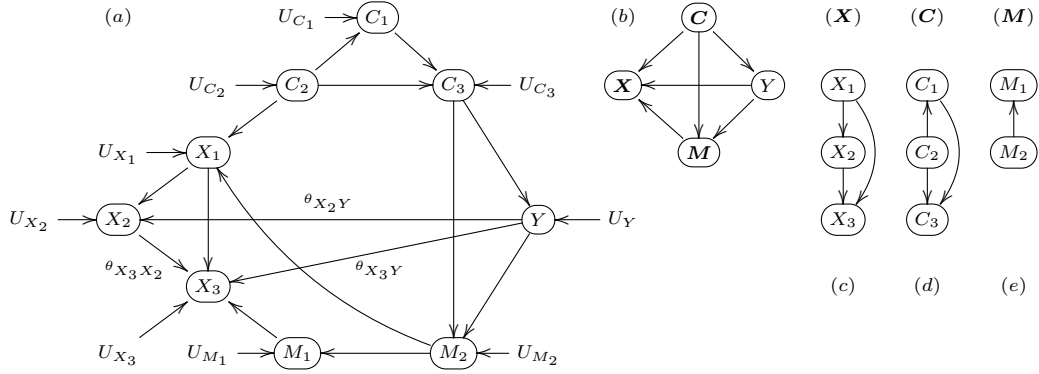 (a) U_{C_1} C_1 (b) C (X) (C) (M)
U_{C_2} C_2 C_3 U_{C_3} X Y X_1 C_1 M_1
U_{X_1} X_1 M X_2 C_2 M_2
U_{X_2} X_2 θ_{X_2Y} Y U_Y X_3 C_3
θ_{X_3X_2} X_3 θ_{X_3Y} (c) (d) (e)
U_{X_3} U_{M_1} M_1 M_2 U_{M_2}